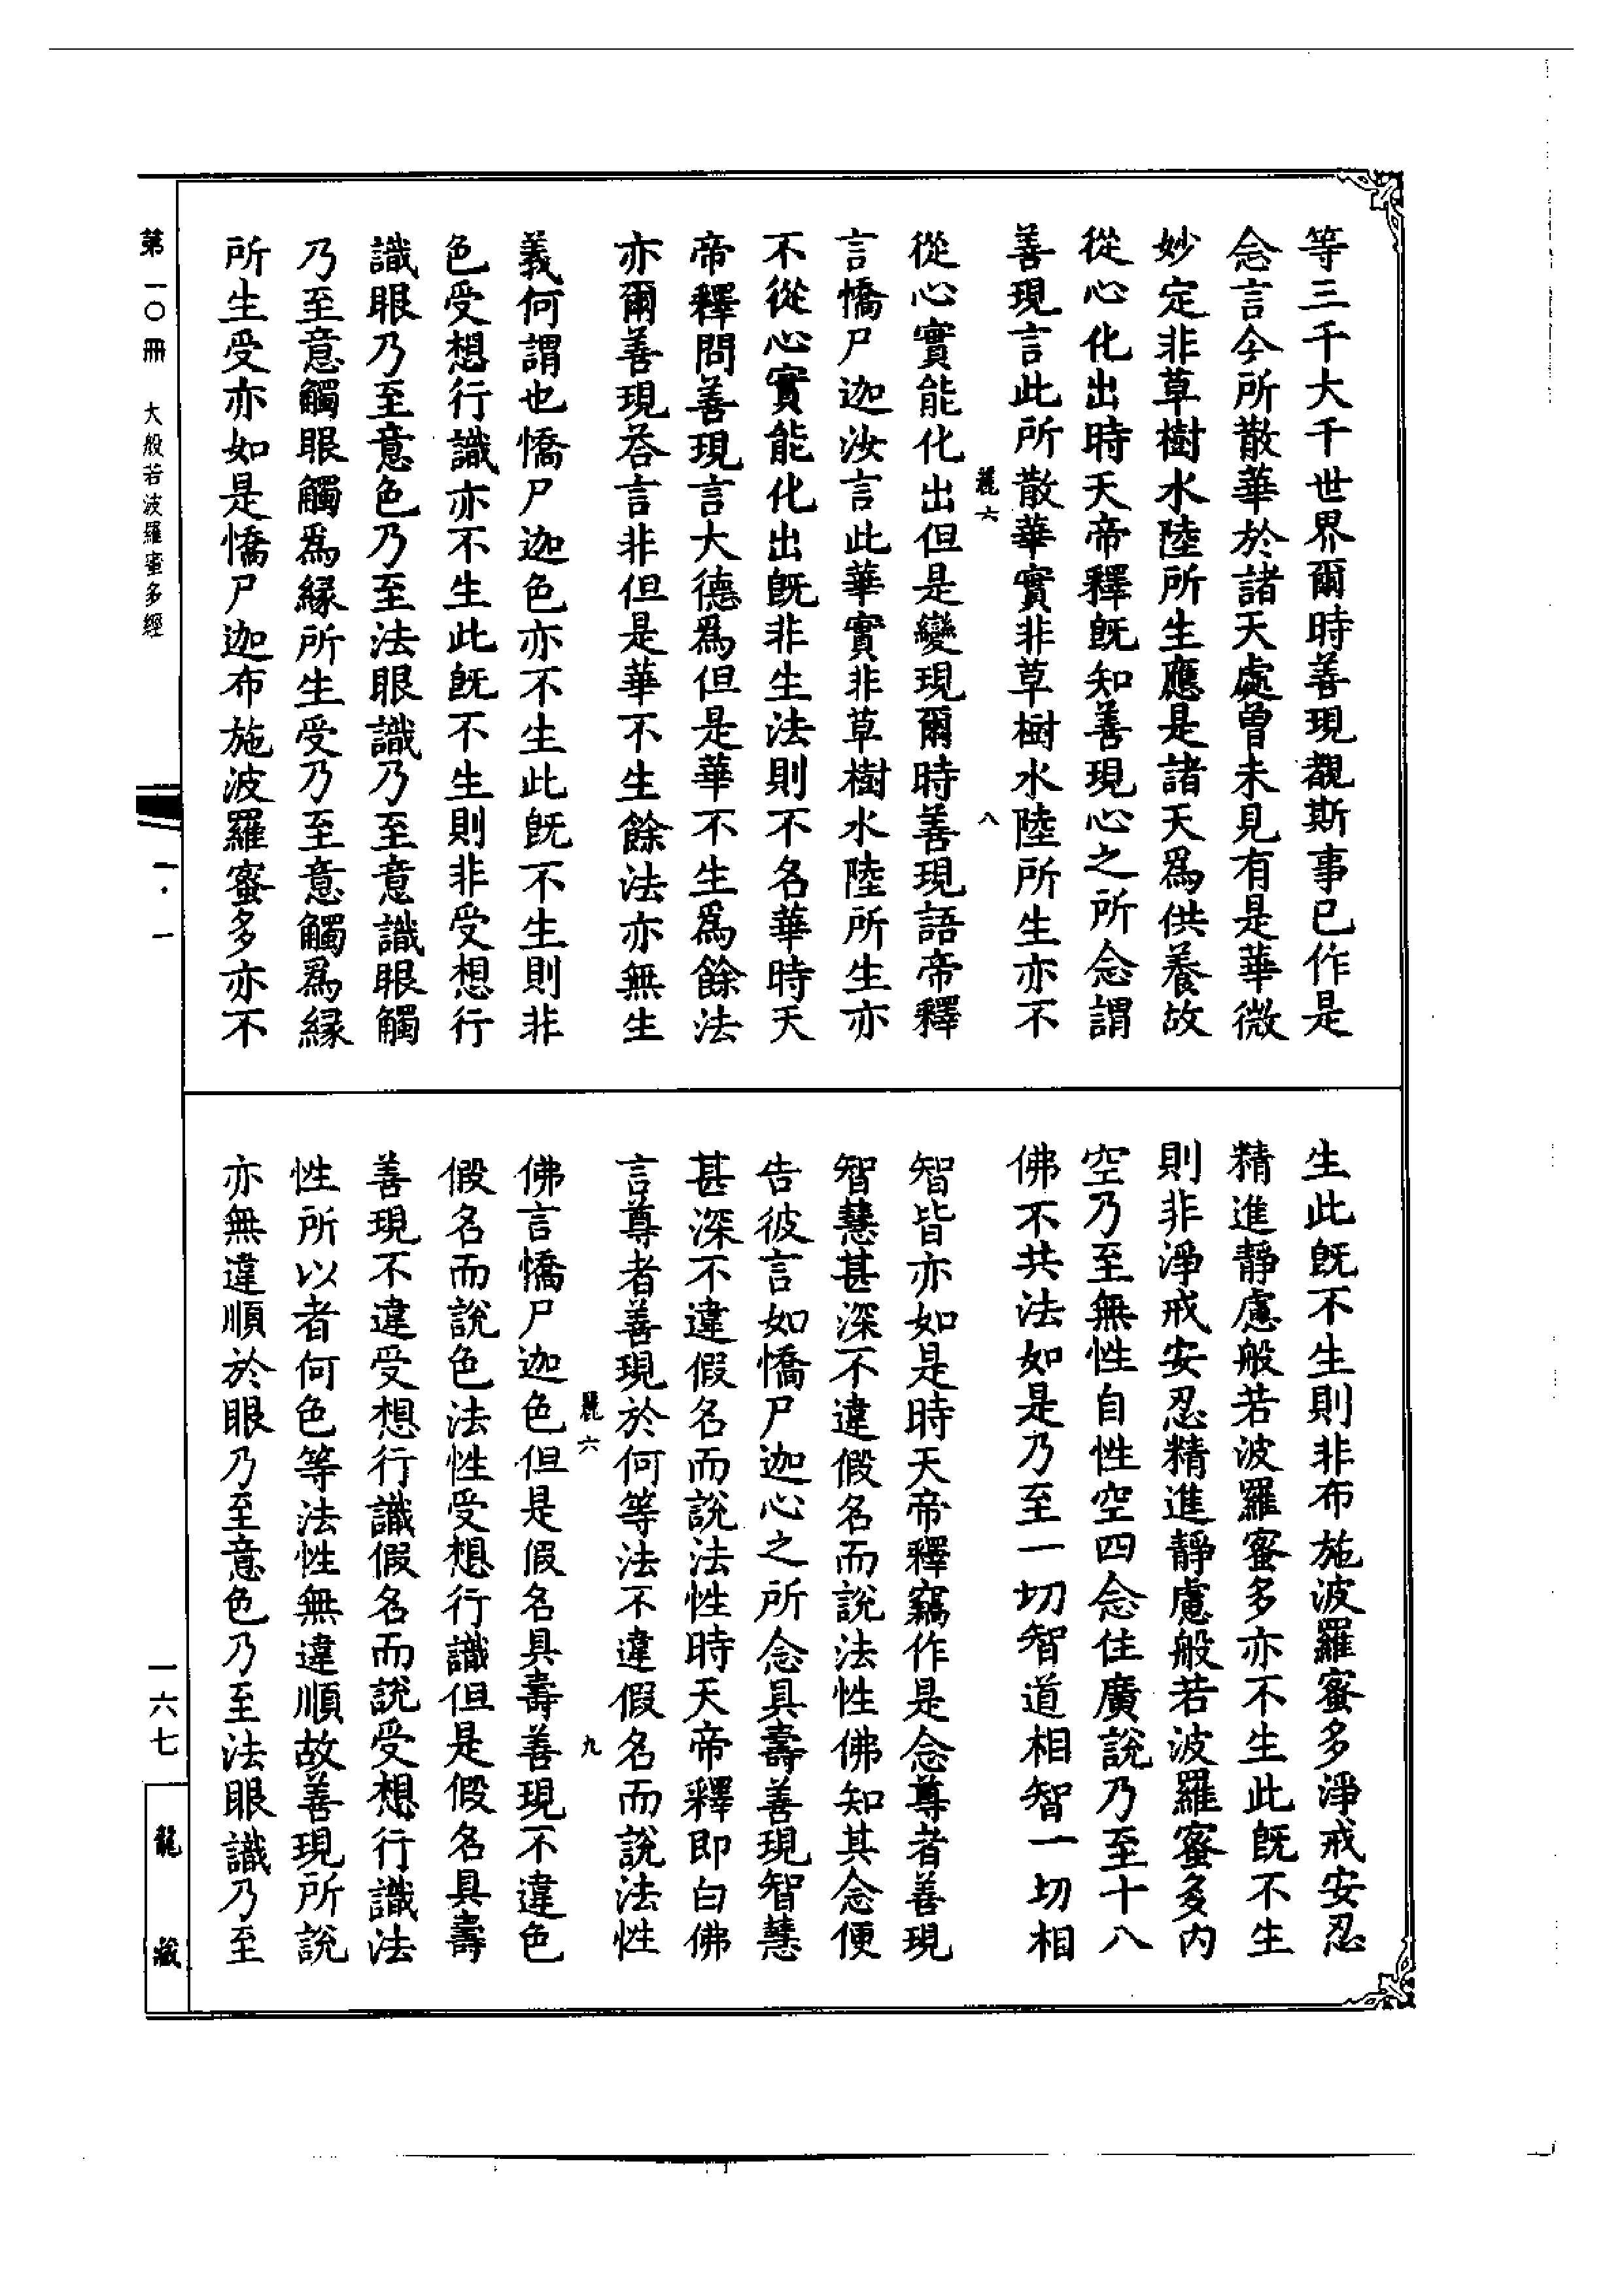 等三千大千世界爾時善現覩斯事已作是
念言今所散華於諸天處曾未見有是華微
妙定非草樹水陸所生應是諸天爲供養故
從心化出時天帝釋既知善現心之所念謂
善現言此所散華實非草樹水陸所生亦不
麗六 八
從心實能化出但是變現爾時善現語帝釋
言憍尸迦汝言此華實非草樹水陸所生亦
不從心實能化出既非生法則不名華時天
帝釋問善現言大德爲但是華不生爲餘法
亦爾善現荅言非但是華不生餘法亦無生
義何謂也憍尸迦色亦不生此既不生則非
色受想行識亦不生此既不生則非受想行
識眼乃至意色乃至法眼識乃至意識眼觸
乃至意觸眼觸爲緣所生受乃至意觸爲緣
所生受亦如是憍尸迦布施波羅蜜多亦不
生此既不生則非布施波羅蜜多淨戒安忍
精進靜慮般若波羅蜜多亦不生此既不生
則非淨戒安忍精進靜慮般若波羅蜜多内
空乃至無性自性空四念住廣說乃至十八
佛不共法如是乃至一切智道相智一切相
智皆亦如是時天帝釋竊作是念尊者善現
智慧甚深不違假名而說法性佛知其念便
告彼言如憍尸迦心之所念具壽善現智慧
甚深不違假名而說法性時天帝釋即白佛
言尊者善現於何等法不違假名而說法性
麗六 九
佛言憍尸迦色但是假名具壽善現不違色
假名而說色法性受想行識但是假名具壽
善現不違受想行識假名而說受想行識法
性所以者何色等法性無違順故善現所說
亦無違順於眼乃至意色乃至法眼識乃至
第一〇冊 大般若波羅蜜多經
一·一
一六七
龍藏